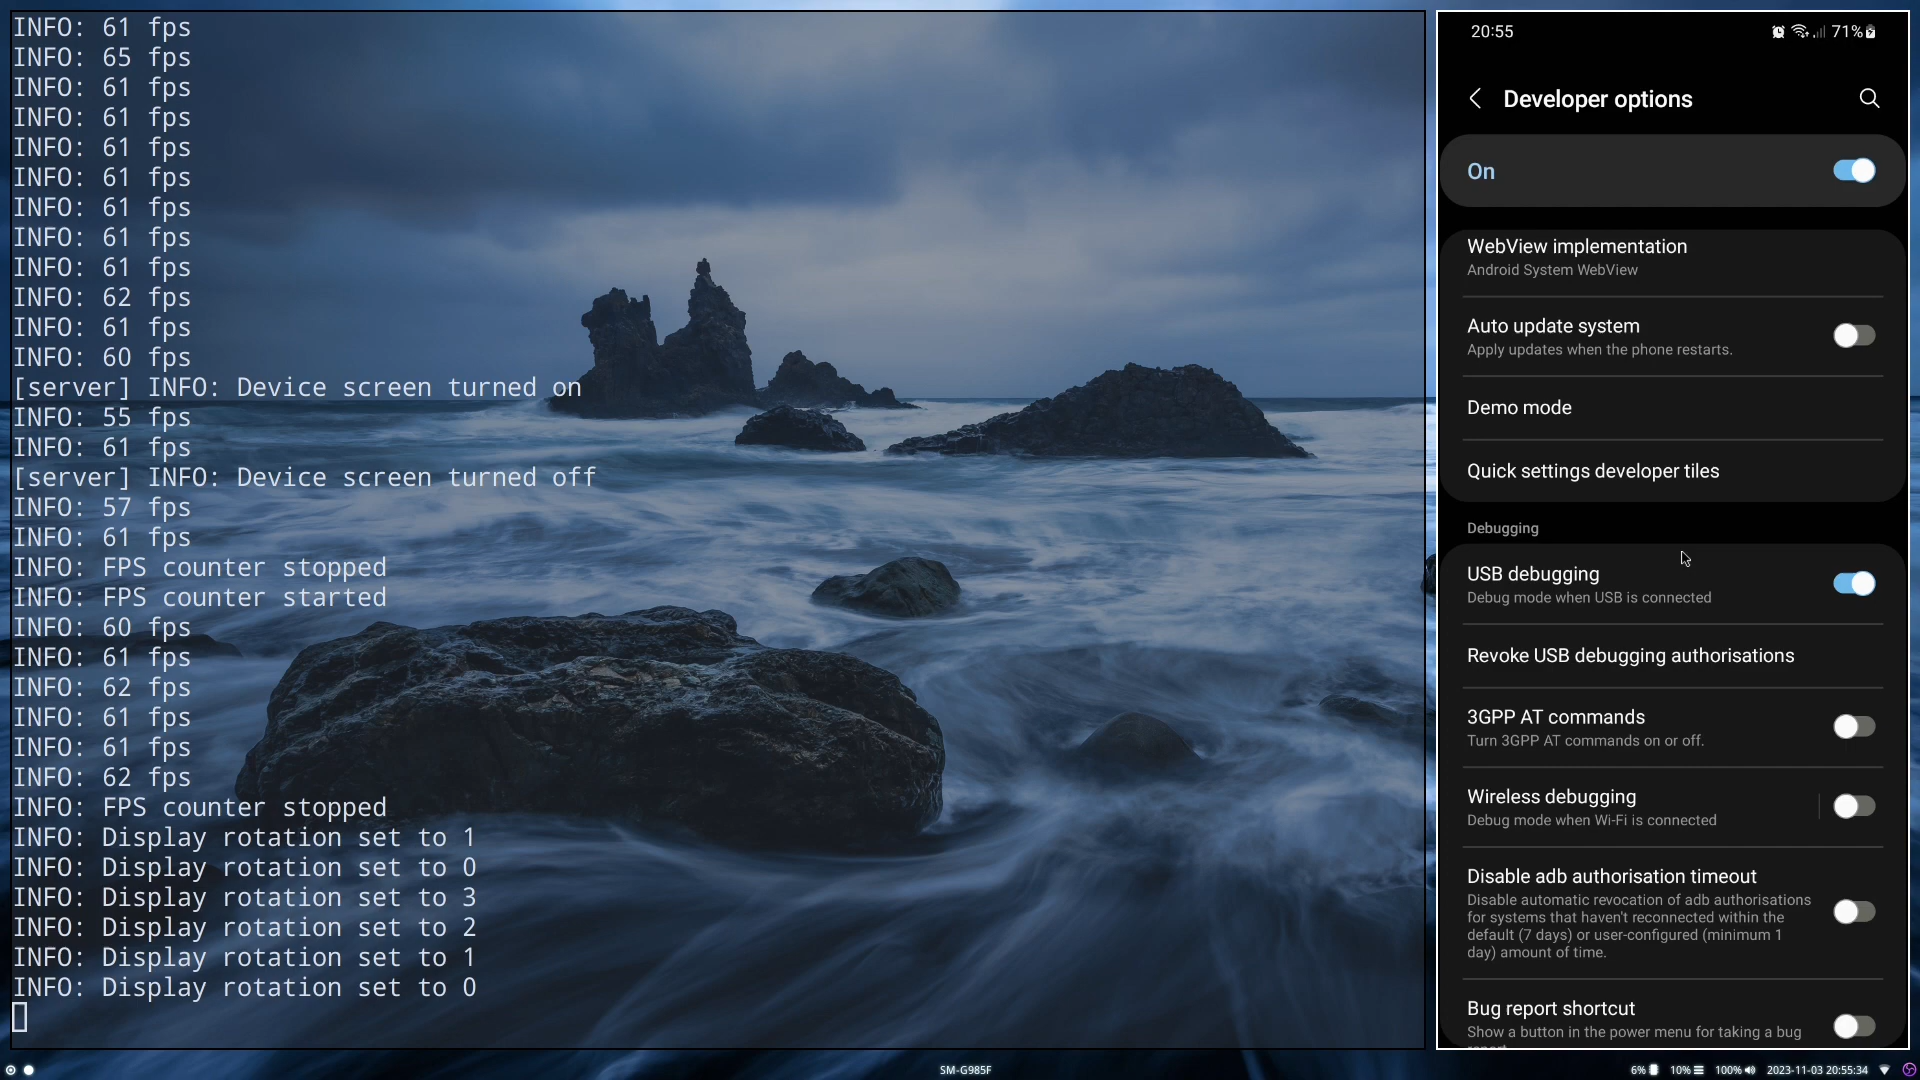 INFO: 61 fps
INFO: 65 fps
INFO: 61 fps
INFO: 61 fps
INFO: 61 fps
INFO: 61 fps
INFO: 61 fps
INFO: 61 fps
INFO: 61 fps
INFO: 62 fps
INFO: 61 fps
INFO: 60 fps
[server] INFO: Device screen turned on
INFO: 55 fps
INFO: 61 fps
[server] INFO: Device screen turned off
INFO: 57 fps
INFO: 61 fps
INFO: FPS counter stopped
INFO: FPS counter started
INFO: 60 fps
INFO: 61 fps
INFO: 62 fps
INFO: 61 fps
INFO: 61 fps
INFO: 62 fps
INFO: FPS counter stopped
INFO: Display rotation set to 1
INFO: Display rotation set to 0
INFO: Display rotation set to 3
INFO: Display rotation set to 2
INFO: Display rotation set to 1
INFO: Display rotation set to 0
20:55 71%
Developer options
On
WebView implementation
Android System WebView
Auto update system
Apply updates when the phone restarts.
Demo mode
Quick settings developer tiles
Debugging
USB debugging
Debug mode when USB is connected
Revoke USB debugging authorisations
3GPP AT commands
Turn 3GPP AT commands on or off.
Wireless debugging
Debug mode when Wi-Fi is connected
Disable adb authorisation timeout
Disable automatic revocation of adb authorisations
for systems that haven't reconnected within the
default (7 days) or user-configured (minimum 1
day) amount of time.
Bug report shortcut
Show a button in the power menu for taking a bug
SM-G985F
6% 10% 100% 2023-11-03 20:55:34